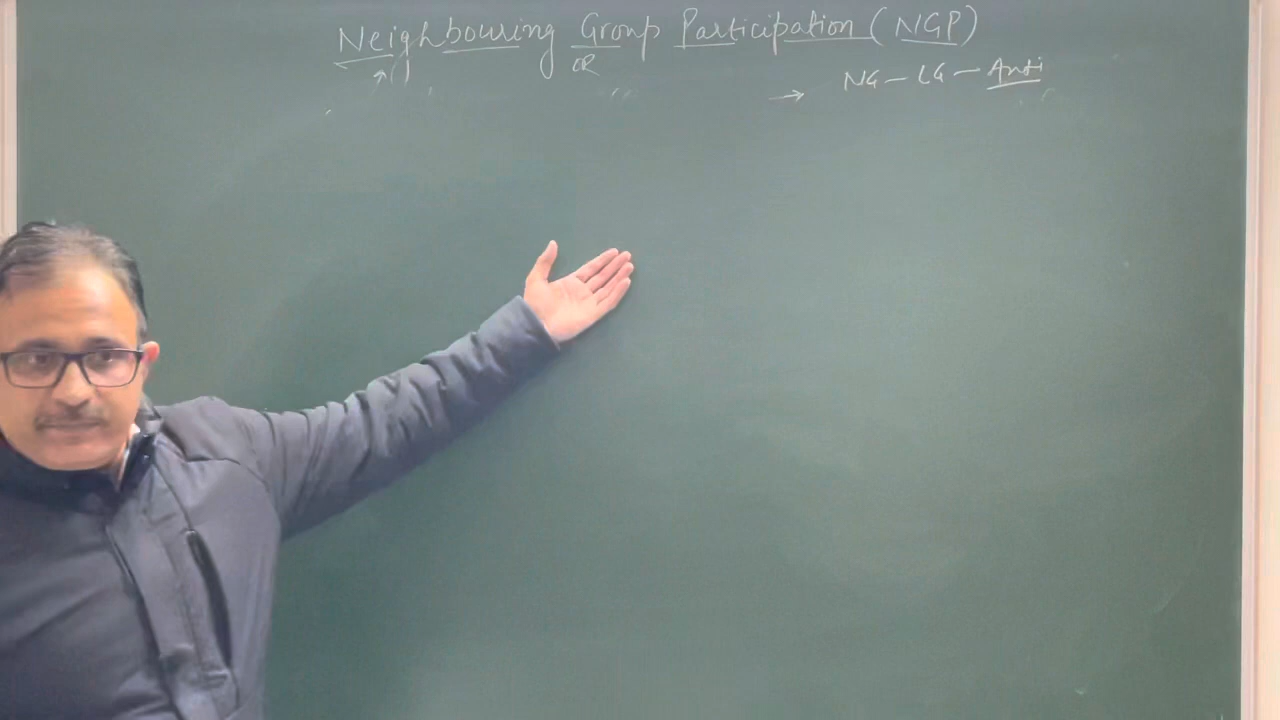 Neighbouring Group Participation (NGP)
OR
→ NG – LG – Anti